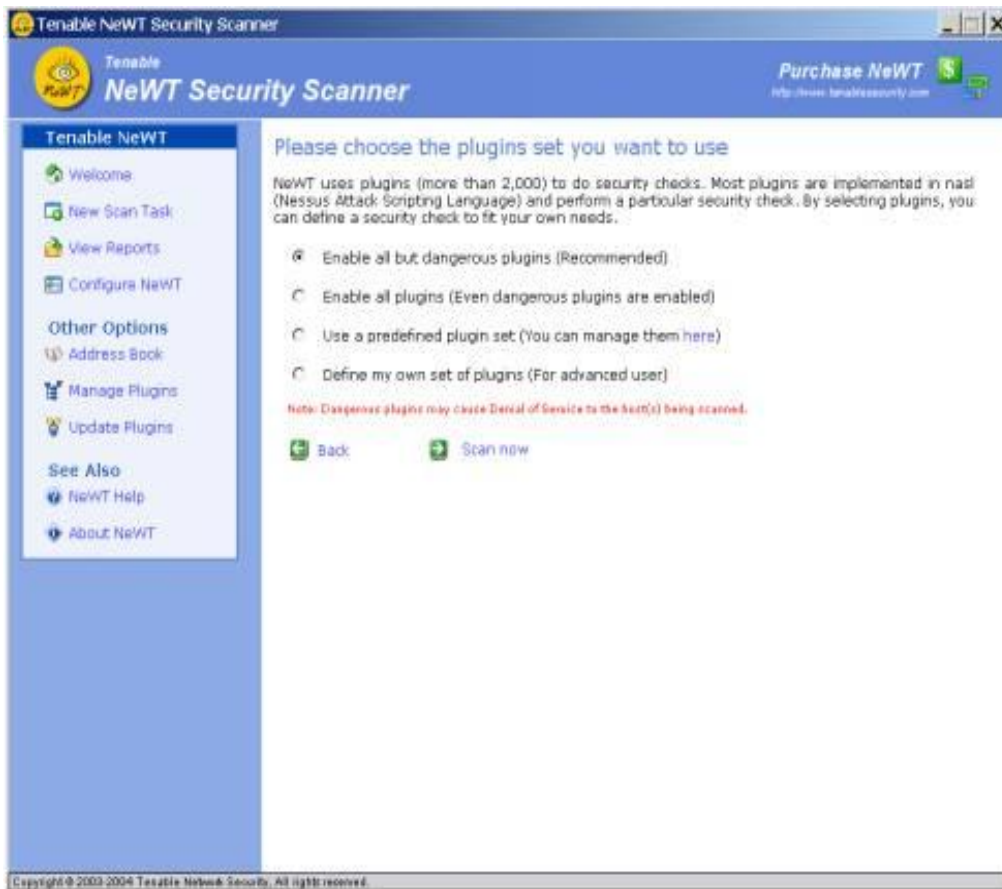 Tenable NeWT Security Scanner
Tenable
NeWT Security Scanner
NeWT
Purchase NeWT
http://www.tenablesecurity.com
Tenable NeWT
Welcome
New Scan Task
View Reports
Configure NeWT
Other Options
Address Book
Manage Plugins
Update Plugins
See Also
NeWT Help
About NeWT
Please choose the plugins set you want to use
NeWT uses plugins (more than 2,000) to do security checks. Most plugins are implemented in nasl
(Nessus Attack Scripting Language) and perform a particular security check. By selecting plugins, you
can define a security check to fit your own needs.
Enable all but dangerous plugins (Recommended)
Enable all plugins (Even dangerous plugins are enabled)
Use a predefined plugin set (You can manage them here)
Define my own set of plugins (For advanced user)
Note: Dangerous plugins may cause Denial of Service to the host(s) being scanned.
Back
Scan now
Copyright © 2003-2004 Tenable Network Security, All rights reserved.